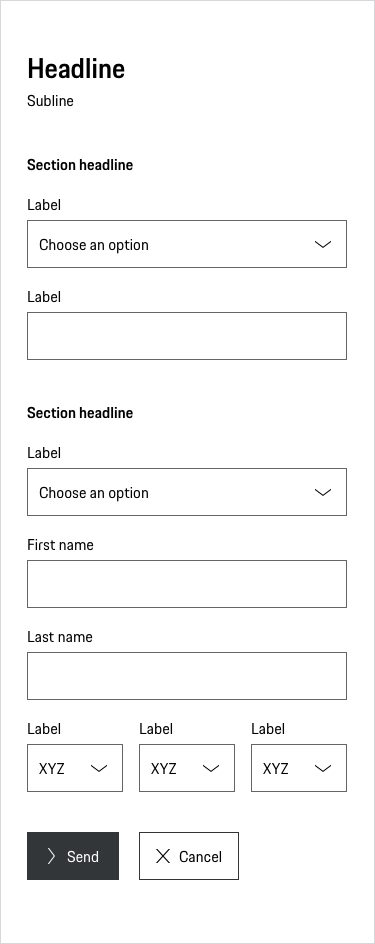 Headline
Subline
Section headline
Label
Choose an option
Label
Section headline
Label
Choose an option
First name
Last name
Label Label Label
XYZ XYZ XYZ
Send Cancel